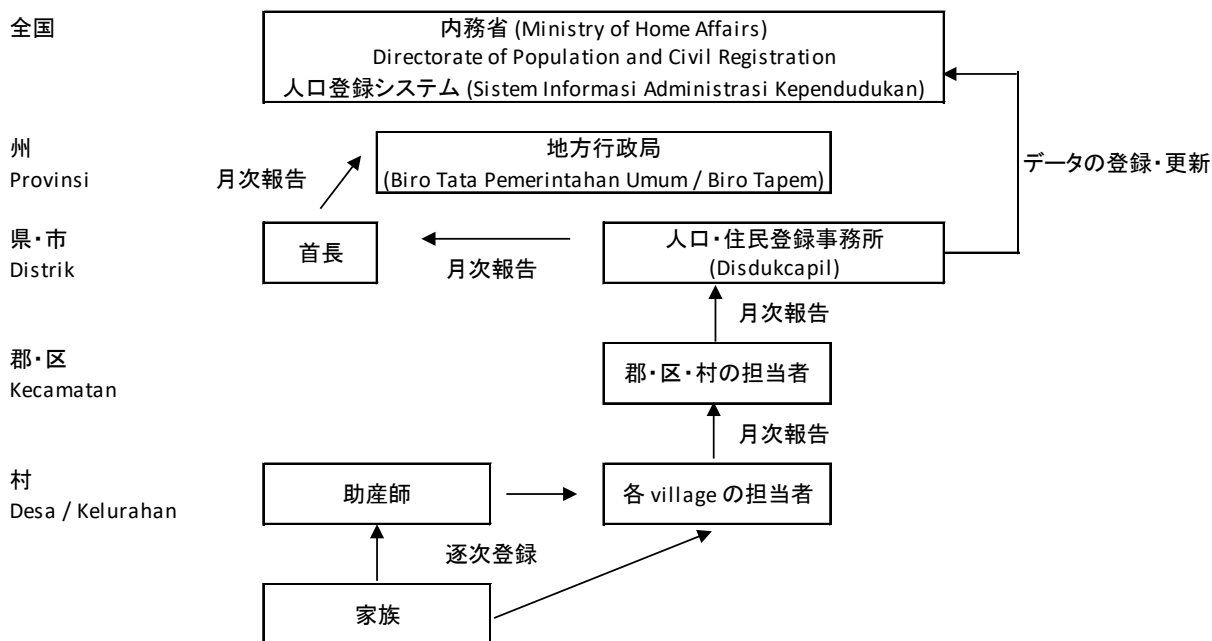 全国
内務省 (Ministry of Home Affairs)
Directorate of Population and Civil Registration
人口登録システム (Sistem Informasi Administrasi Kependudukan)
州
Provinsi
月次報告
地方行政局
(Biro Tata Pemerintahan Umum / Biro Tapem)
データの登録・更新
県・市
Distrik
首長
月次報告
人口・住民登録事務所
(Disdukcapil)
月次報告
郡・区
Kecamatan
郡・区・村の担当者
月次報告
村
Desa / Kelurahan
助産師
各 village の担当者
逐次登録
家族